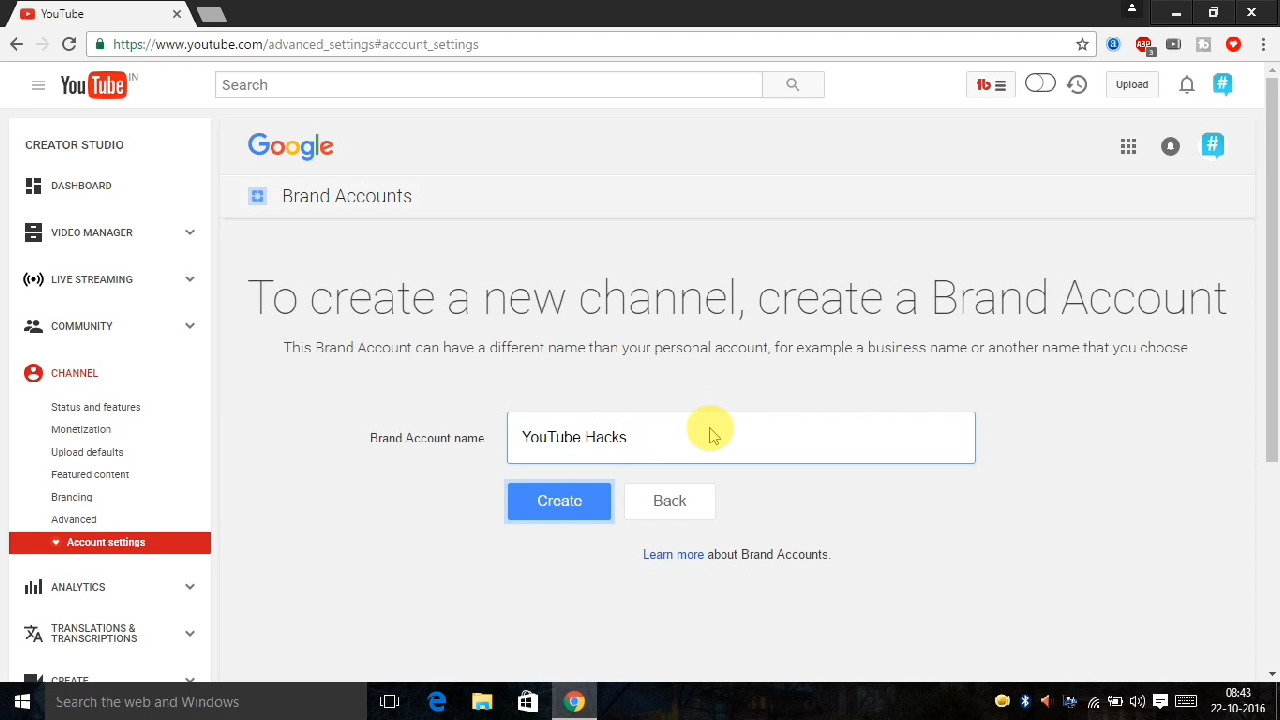 YouTube
https://www.youtube.com/advanced_settings#account_settings
ABP
3
YouTube IN
Search
tb
Upload
#
CREATOR STUDIO
DASHBOARD
VIDEO MANAGER
LIVE STREAMING
COMMUNITY
CHANNEL
Status and features
Monetization
Upload defaults
Featured content
Branding
Advanced
Account settings
ANALYTICS
TRANSLATIONS &
TRANSCRIPTIONS
CREATE
Google
#
Brand Accounts
To create a new channel, create a Brand Account
This Brand Account can have a different name than your personal account, for example a business name or another name that you choose
Brand Account name
YouTube Hacks
Create
Back
Learn more about Brand Accounts.
Search the web and Windows
08:43
22-10-2016